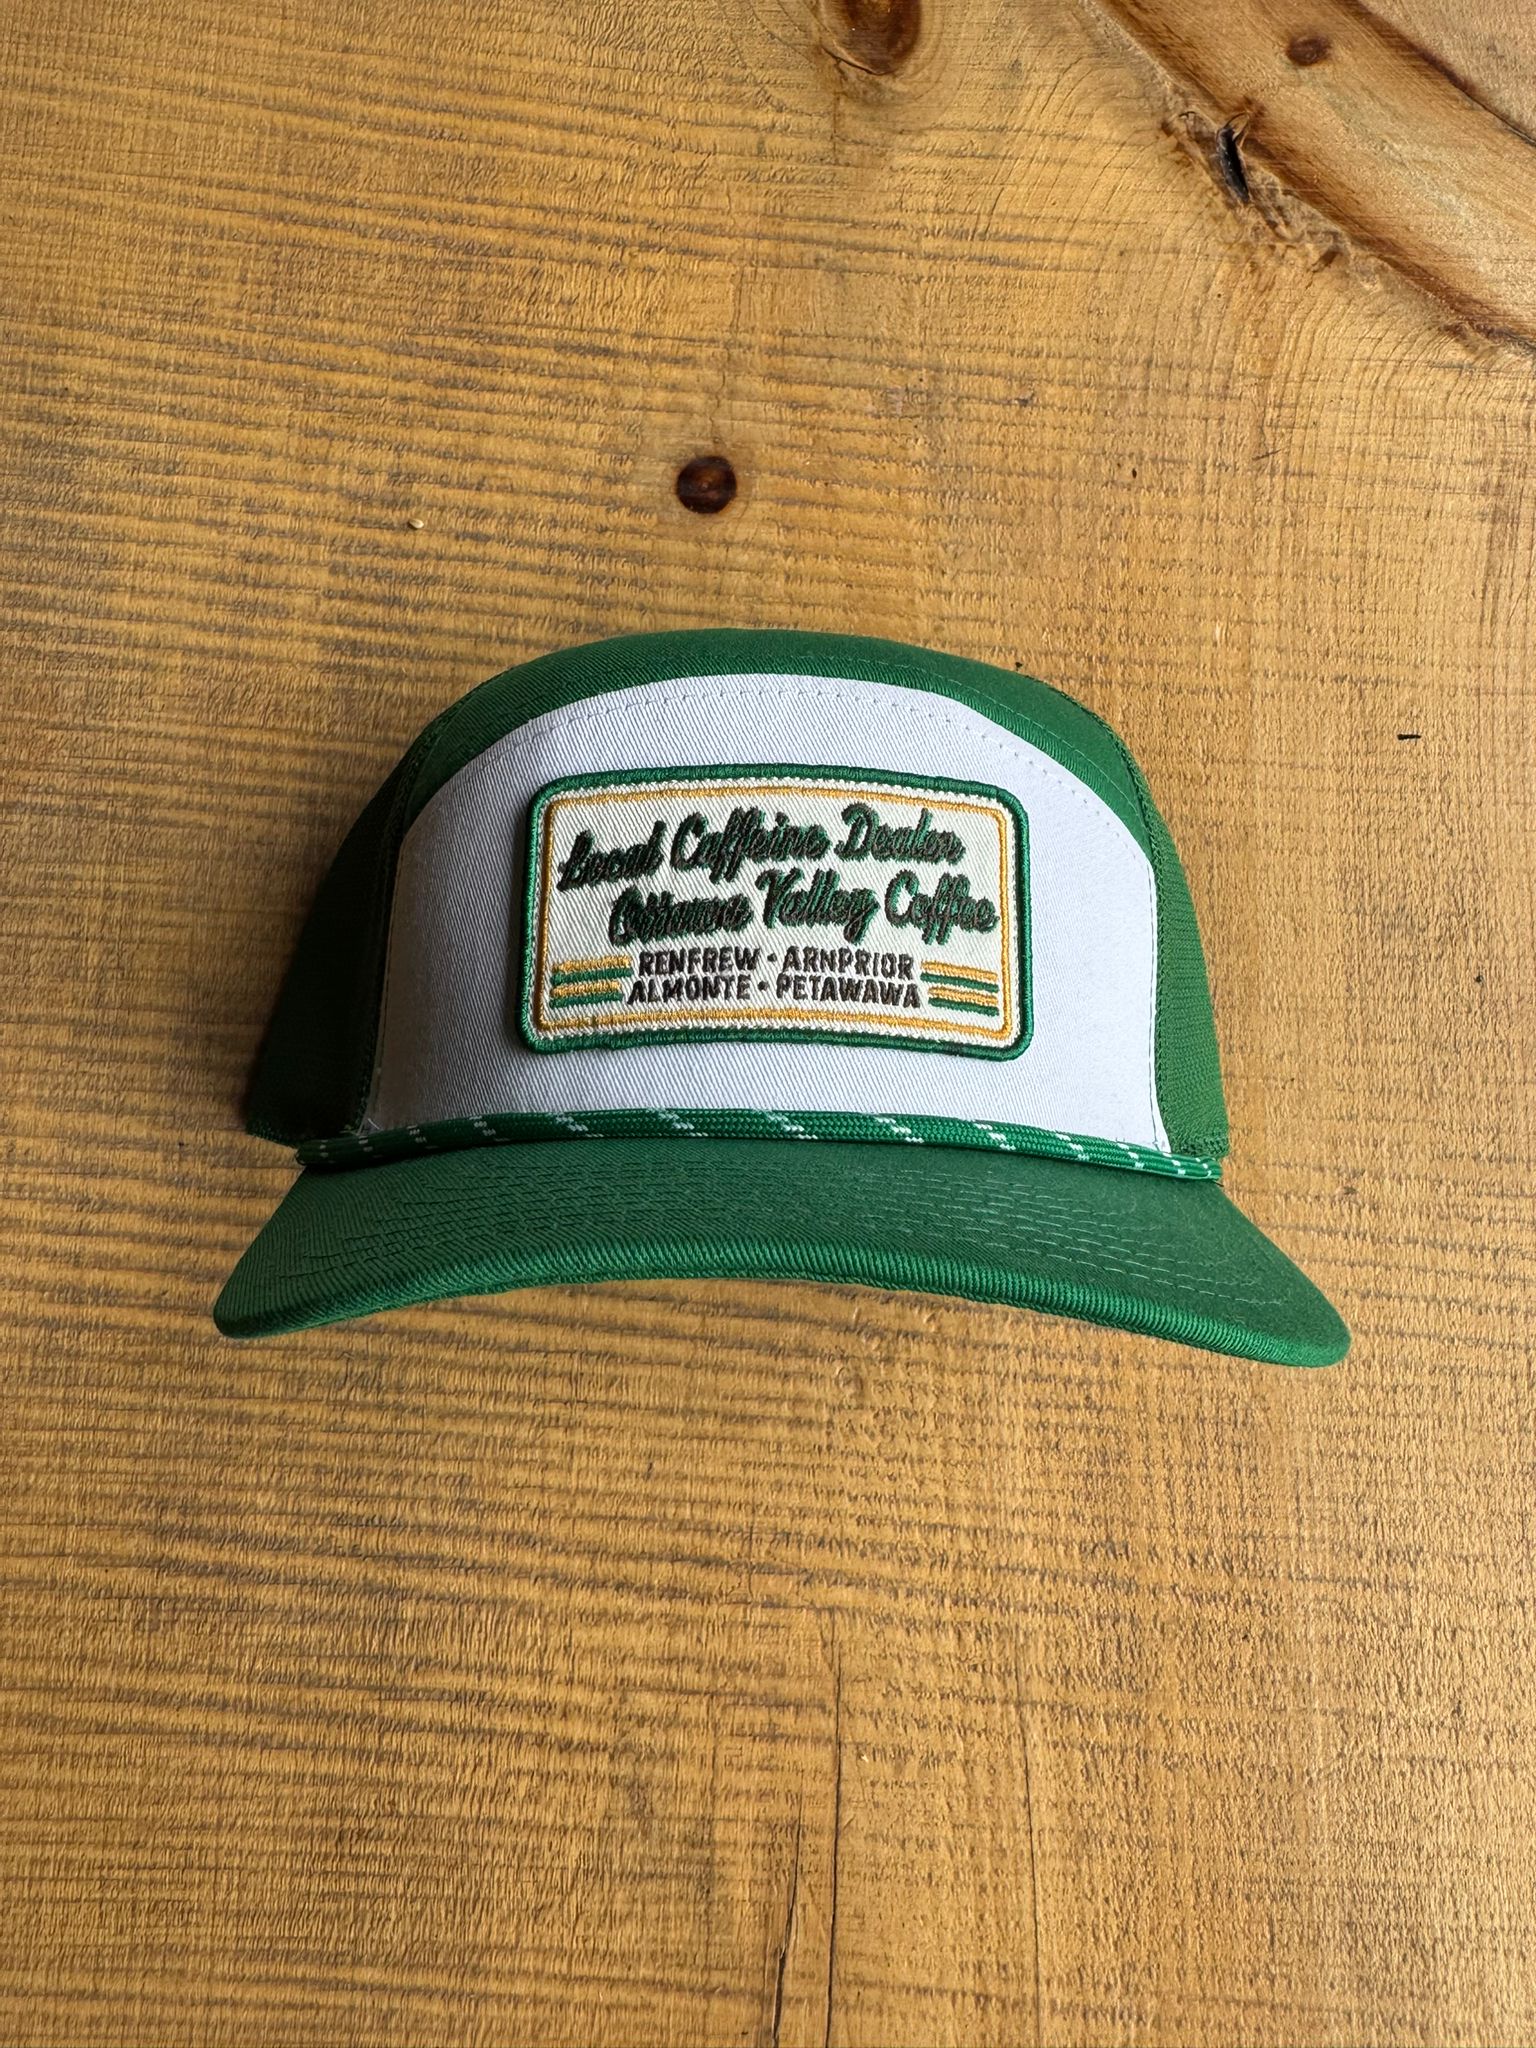 Local Caffeine Dealer
Ottawa Valley Coffee
RENFREW • ARNPRIOR
ALMONTE • PETAWAWA